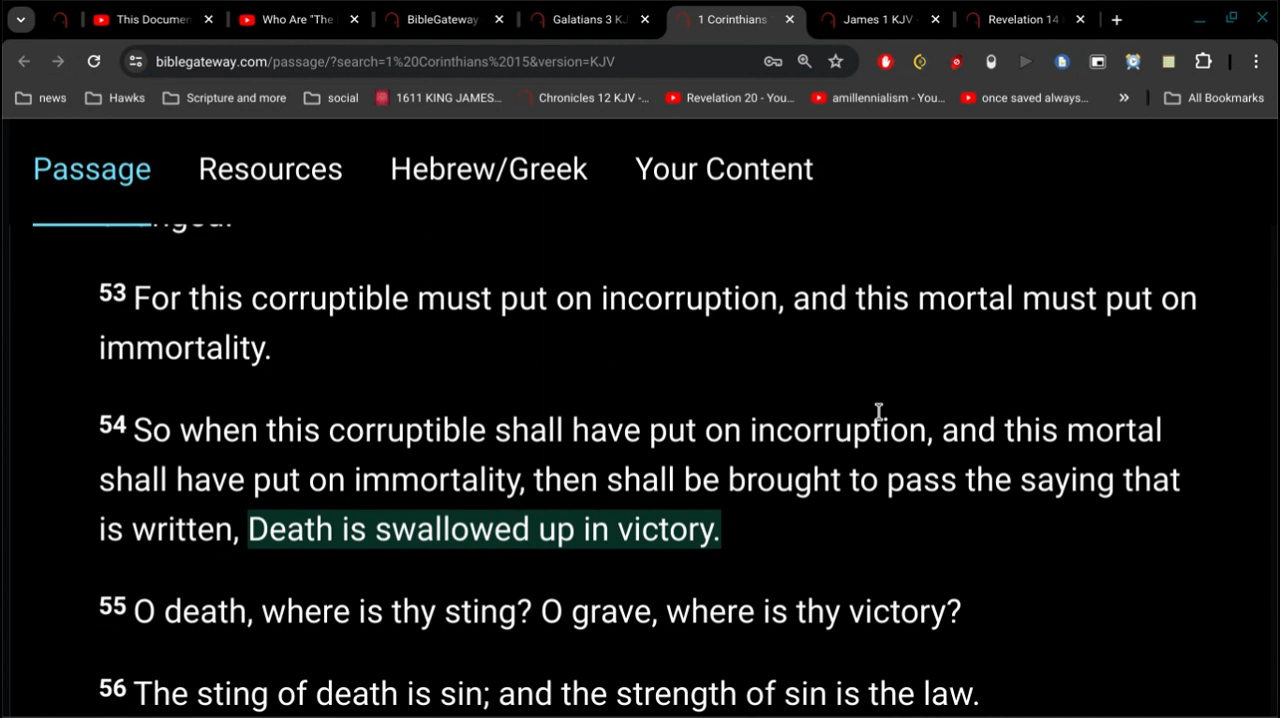 This Documen
Who Are "The
BibleGateway
Galatians 3 KJ
1 Corinthians
James 1 KJV
Revelation 14
biblegateway.com/passage/?search=1%20Corinthians%2015&version=KJV
news
Hawks
Scripture and more
social
1611 KING JAMES...
Chronicles 12 KJV -...
Revelation 20 - You...
amillennialism - You...
once saved always...
»
All Bookmarks
Passage
Resources
Hebrew/Greek
Your Content
53 For this corruptible must put on incorruption, and this mortal must put on
immortality.
54 So when this corruptible shall have put on incorruption, and this mortal
shall have put on immortality, then shall be brought to pass the saying that
is written, Death is swallowed up in victory.
55 O death, where is thy sting? O grave, where is thy victory?
56 The sting of death is sin; and the strength of sin is the law.